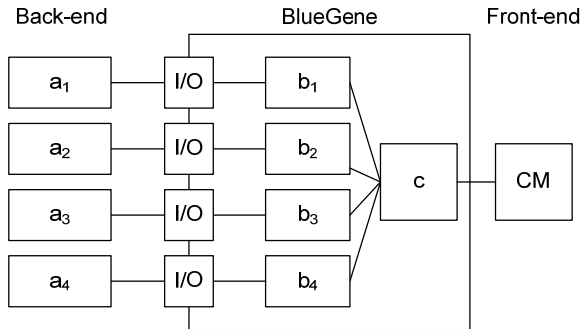 Back-end BlueGene Front-end
a₁ I/O b₁
a₂ I/O b₂
c CM
a₃ I/O b₃
a₄ I/O b₄